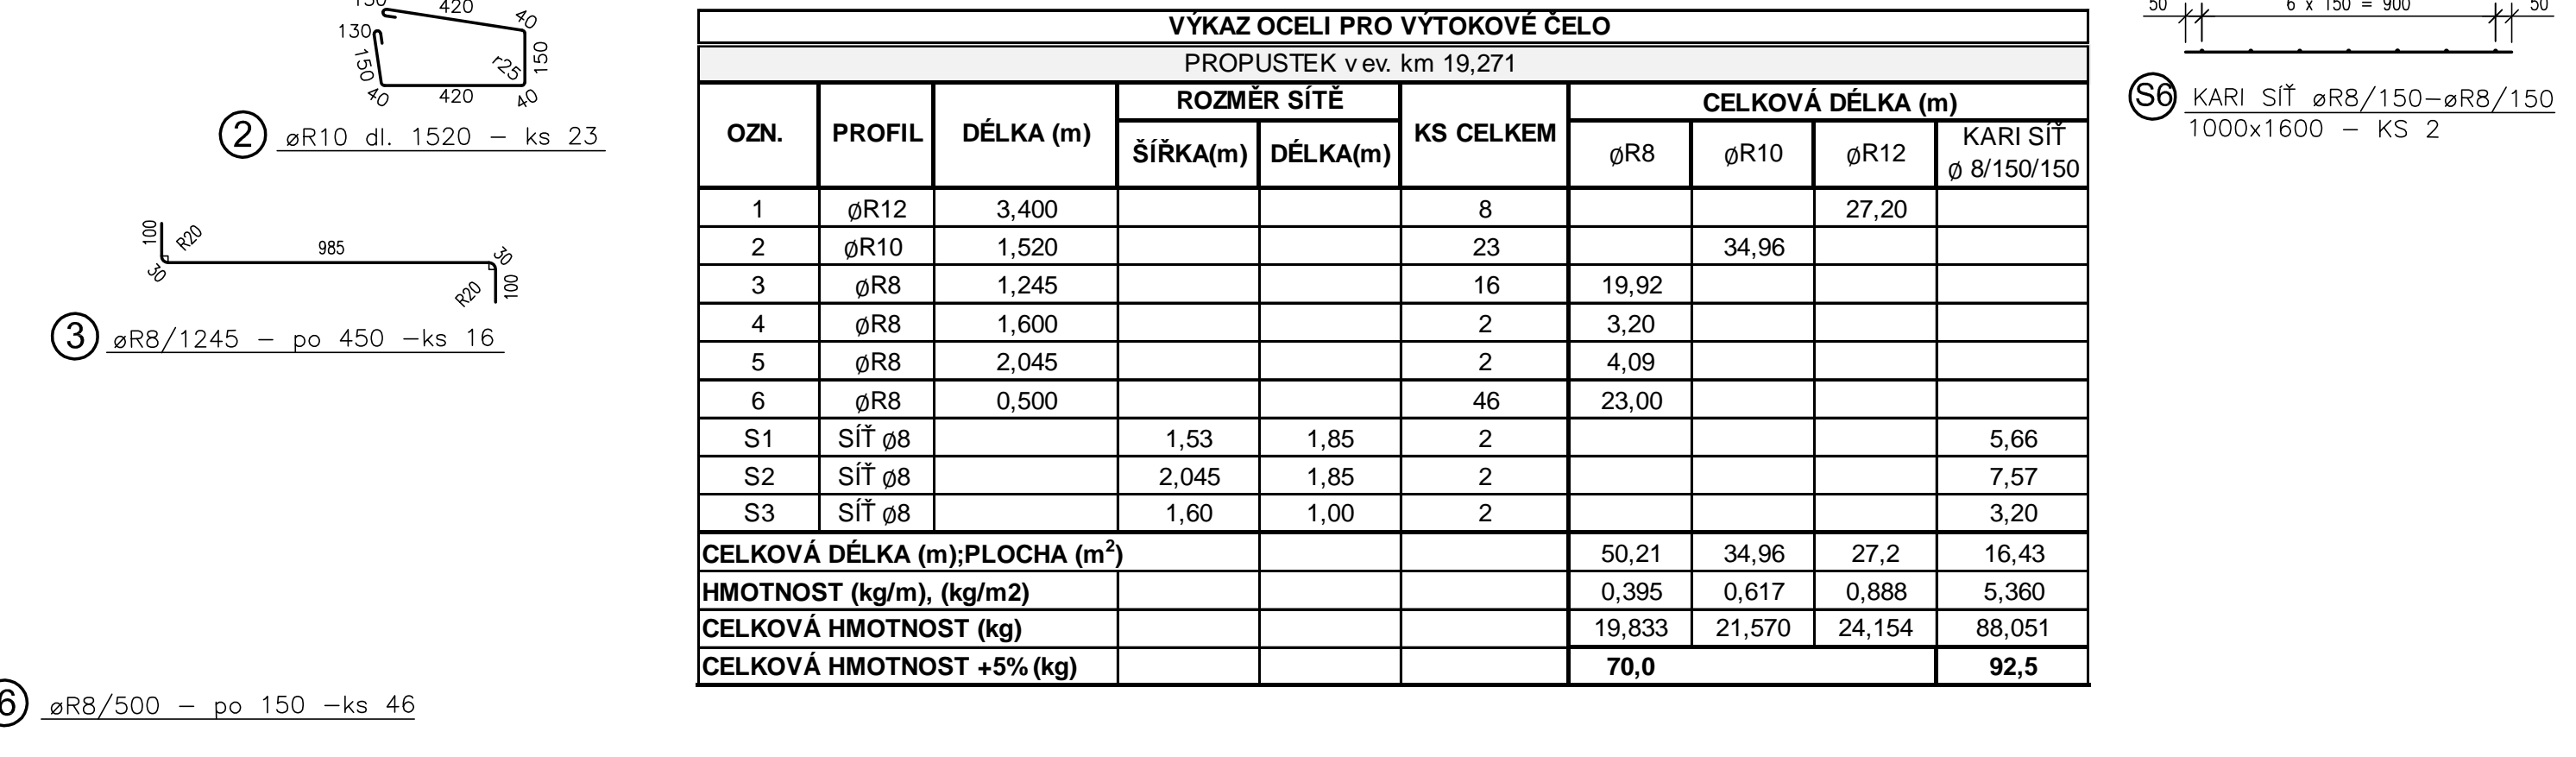 420
40
130
150
r25
150
40
420
40
2 øR10 dl. 1520 – ks 23
100
R20
985
30
30
R20
100
3 øR8/1245 – po 450 –ks 16
6 øR8/500 – po 150 –ks 46
VÝKAZ OCELI PRO VÝTOKOVÉ ČELO
PROPUSTEK v ev. km 19,271
OZN. PROFIL DÉLKA (m) ROZMĚR SÍTĚ KS CELKEM CELKOVÁ DÉLKA (m)
ŠÍŘKA(m) DÉLKA(m) øR8 øR10 øR12 KARI SÍŤ
ø 8/150/150
1 øR12 3,400 8 27,20
2 øR10 1,520 23 34,96
3 øR8 1,245 16 19,92
4 øR8 1,600 2 3,20
5 øR8 2,045 2 4,09
6 øR8 0,500 46 23,00
S1 SÍŤ ø8 1,53 1,85 2 5,66
S2 SÍŤ ø8 2,045 1,85 2 7,57
S3 SÍŤ ø8 1,60 1,00 2 3,20
CELKOVÁ DÉLKA (m);PLOCHA (m²) 50,21 34,96 27,2 16,43
HMOTNOST (kg/m), (kg/m2) 0,395 0,617 0,888 5,360
CELKOVÁ HMOTNOST (kg) 19,833 21,570 24,154 88,051
CELKOVÁ HMOTNOST +5% (kg) 70,0 92,5
50 6 x 150 = 900 50
S6 KARI SÍŤ øR8/150–øR8/150
1000x1600 – KS 2